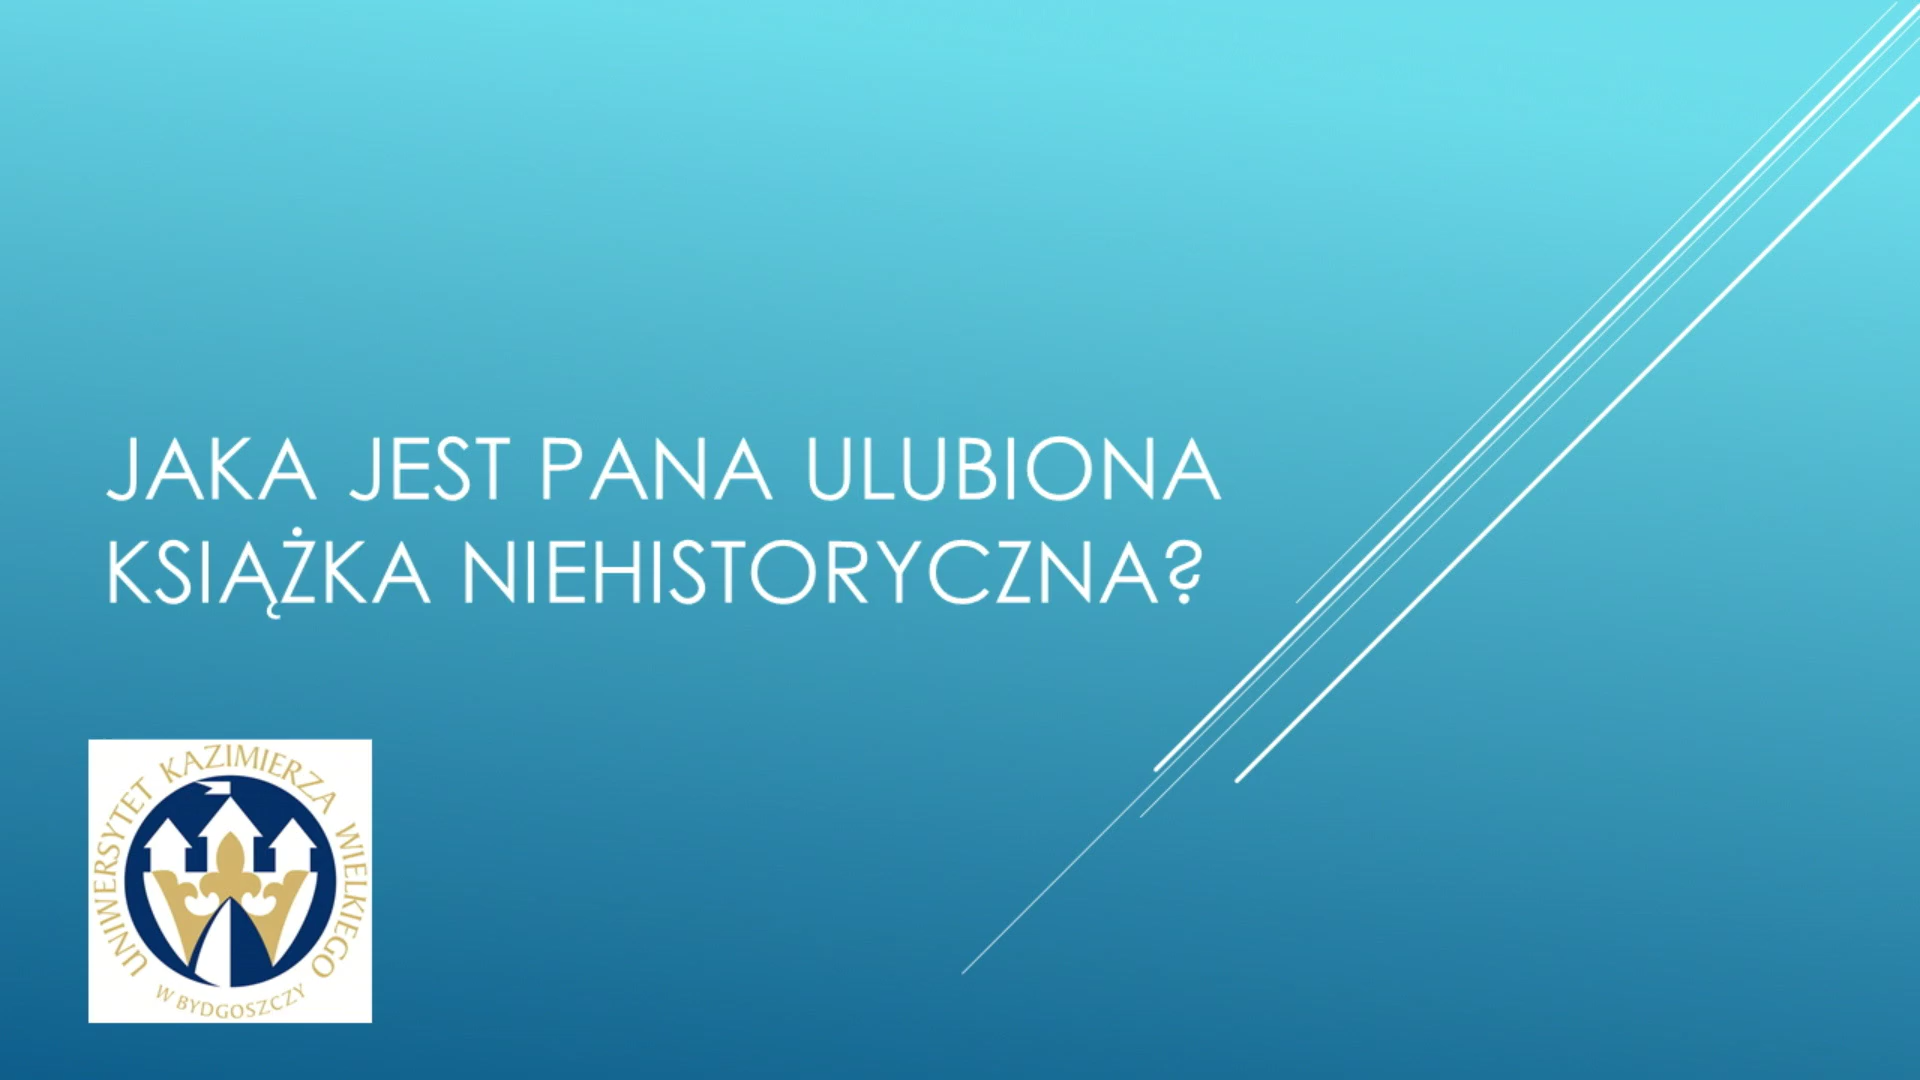 JAKA JEST PANA ULUBIONA
KSIĄŻKA NIEHISTORYCZNA?
UNIWERSYTET KAZIMIERZA WIELKIEGO
W BYDGOSZCZY